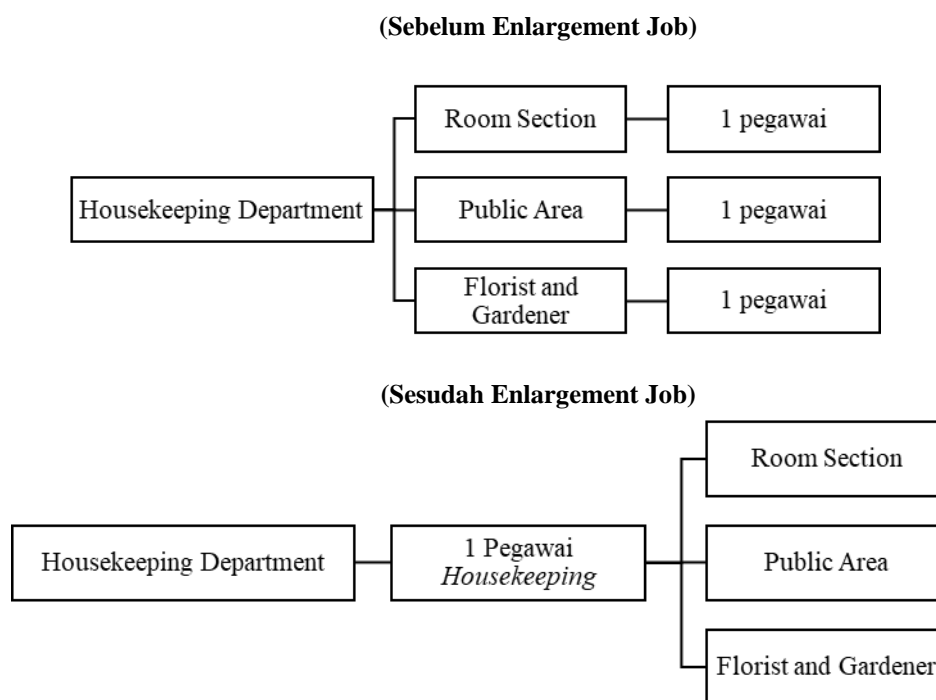 (Sebelum Enlargement Job)
Room Section
1 pegawai
Housekeeping Department
Public Area
1 pegawai
Florist and
Gardener
1 pegawai
(Sesudah Enlargement Job)
Room Section
Housekeeping Department
1 Pegawai
Housekeeping
Public Area
Florist and Gardener